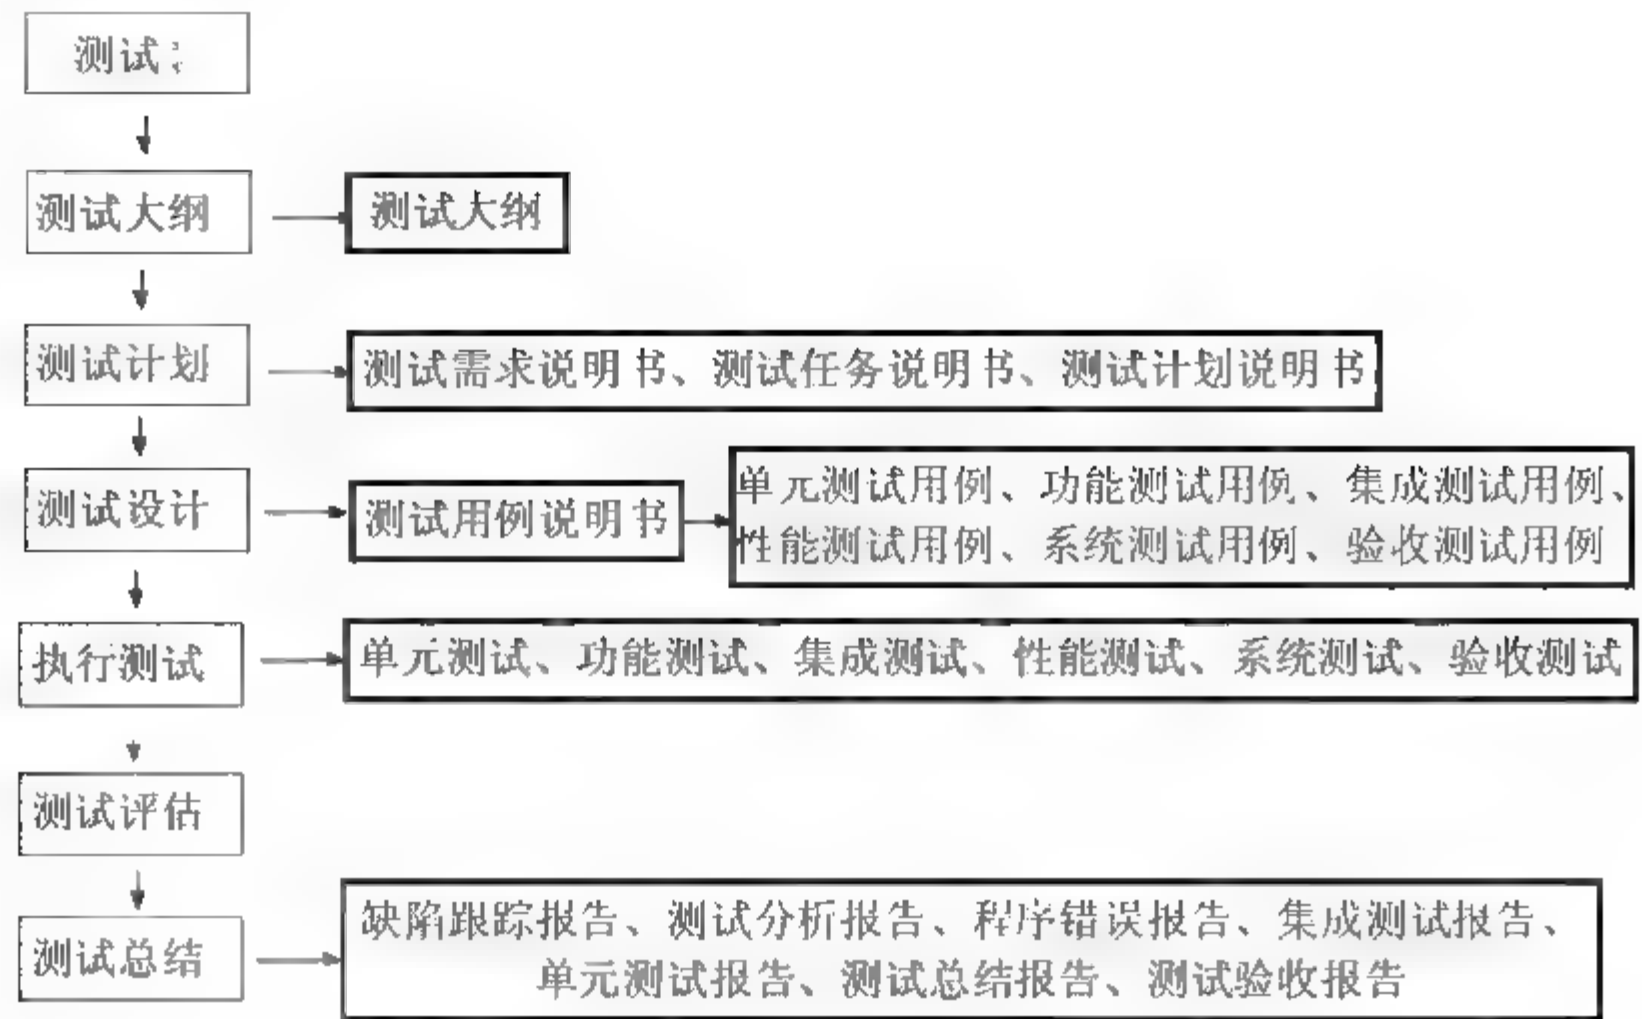 测试
测试大纲
测试大纲
测试计划
测试需求说明书、测试任务说明书、测试计划说明书
测试设计
测试用例说明书
单元测试用例、功能测试用例、集成测试用例、
性能测试用例、系统测试用例、验收测试用例
执行测试
单元测试、功能测试、集成测试、性能测试、系统测试、验收测试
测试评估
测试总结
缺陷跟踪报告、测试分析报告、程序错误报告、集成测试报告、
单元测试报告、测试总结报告、测试验收报告